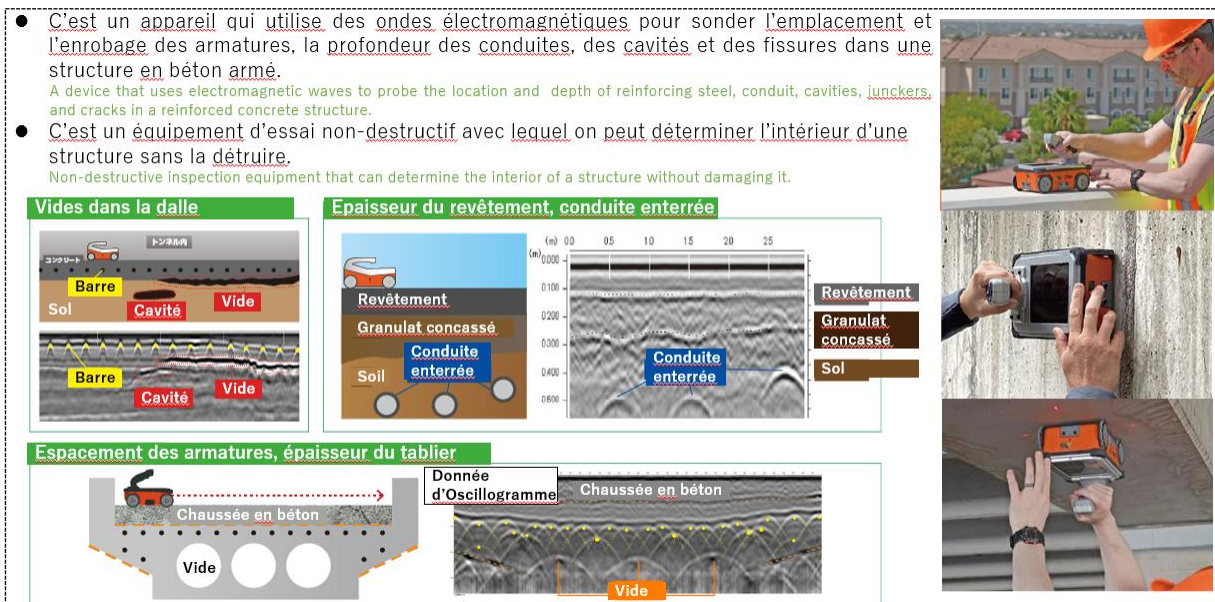 ● C'est un appareil qui utilise des ondes électromagnétiques pour sonder l'emplacement et
l'enrobage des armatures, la profondeur des conduites, des cavités et des fissures dans une
structure en béton armé.
A device that uses electromagnetic waves to probe the location and depth of reinforcing steel, conduit, cavities, junckers,
and cracks in a reinforced concrete structure.
● C'est un équipement d'essai non-destructif avec lequel on peut déterminer l'intérieur d'une
structure sans la détruire.
Non-destructive inspection equipment that can determine the interior of a structure without damaging it.
Vides dans la dalle
トンネル内
コンクリート
Barre
Vide
Sol
Cavité
Barre
Vide
Cavité
Epaisseur du revêtement, conduite enterrée
Revêtement
Granulat concassé
Conduite
enterrée
Soil
(m) 0.0 0.5 1.0 1.5 20 25
(m)
0.000
0.100
0.200
0.300
0.400
0.500
Conduite
enterrée
Revêtement
Granulat
concassé
Sol
Espacement des armatures, épaisseur du tablier
Chaussée en béton
Vide
Donnée
d'Oscillogramme
Chaussée en béton
Vide